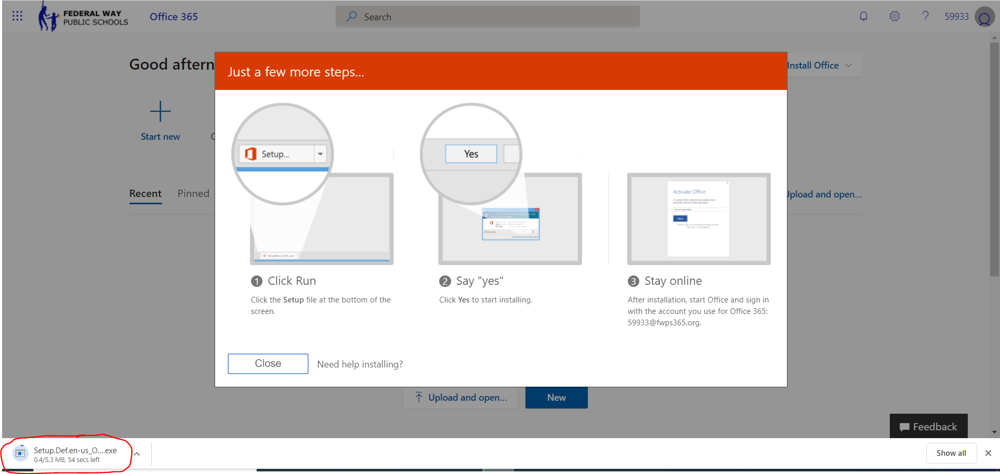 FEDERAL WAY
PUBLIC SCHOOLS
Office 365
Search
59933
Good aftern
Install Office
Just a few more steps...
Start new
Setup...
Yes
Recent
Pinned
Upload and open...
Activate Office
Next
1 Click Run
Click the Setup file at the bottom of the
screen.
2 Say "yes"
Click Yes to start installing.
3 Stay online
After installation, start Office and sign in
with the account you use for Office 365:
59933@fwps365.org.
Close
Need help installing?
Upload and open...
New
Feedback
Setup.Def.en-us_O....exe
0.4/5.3 MB, 54 secs left
Show all